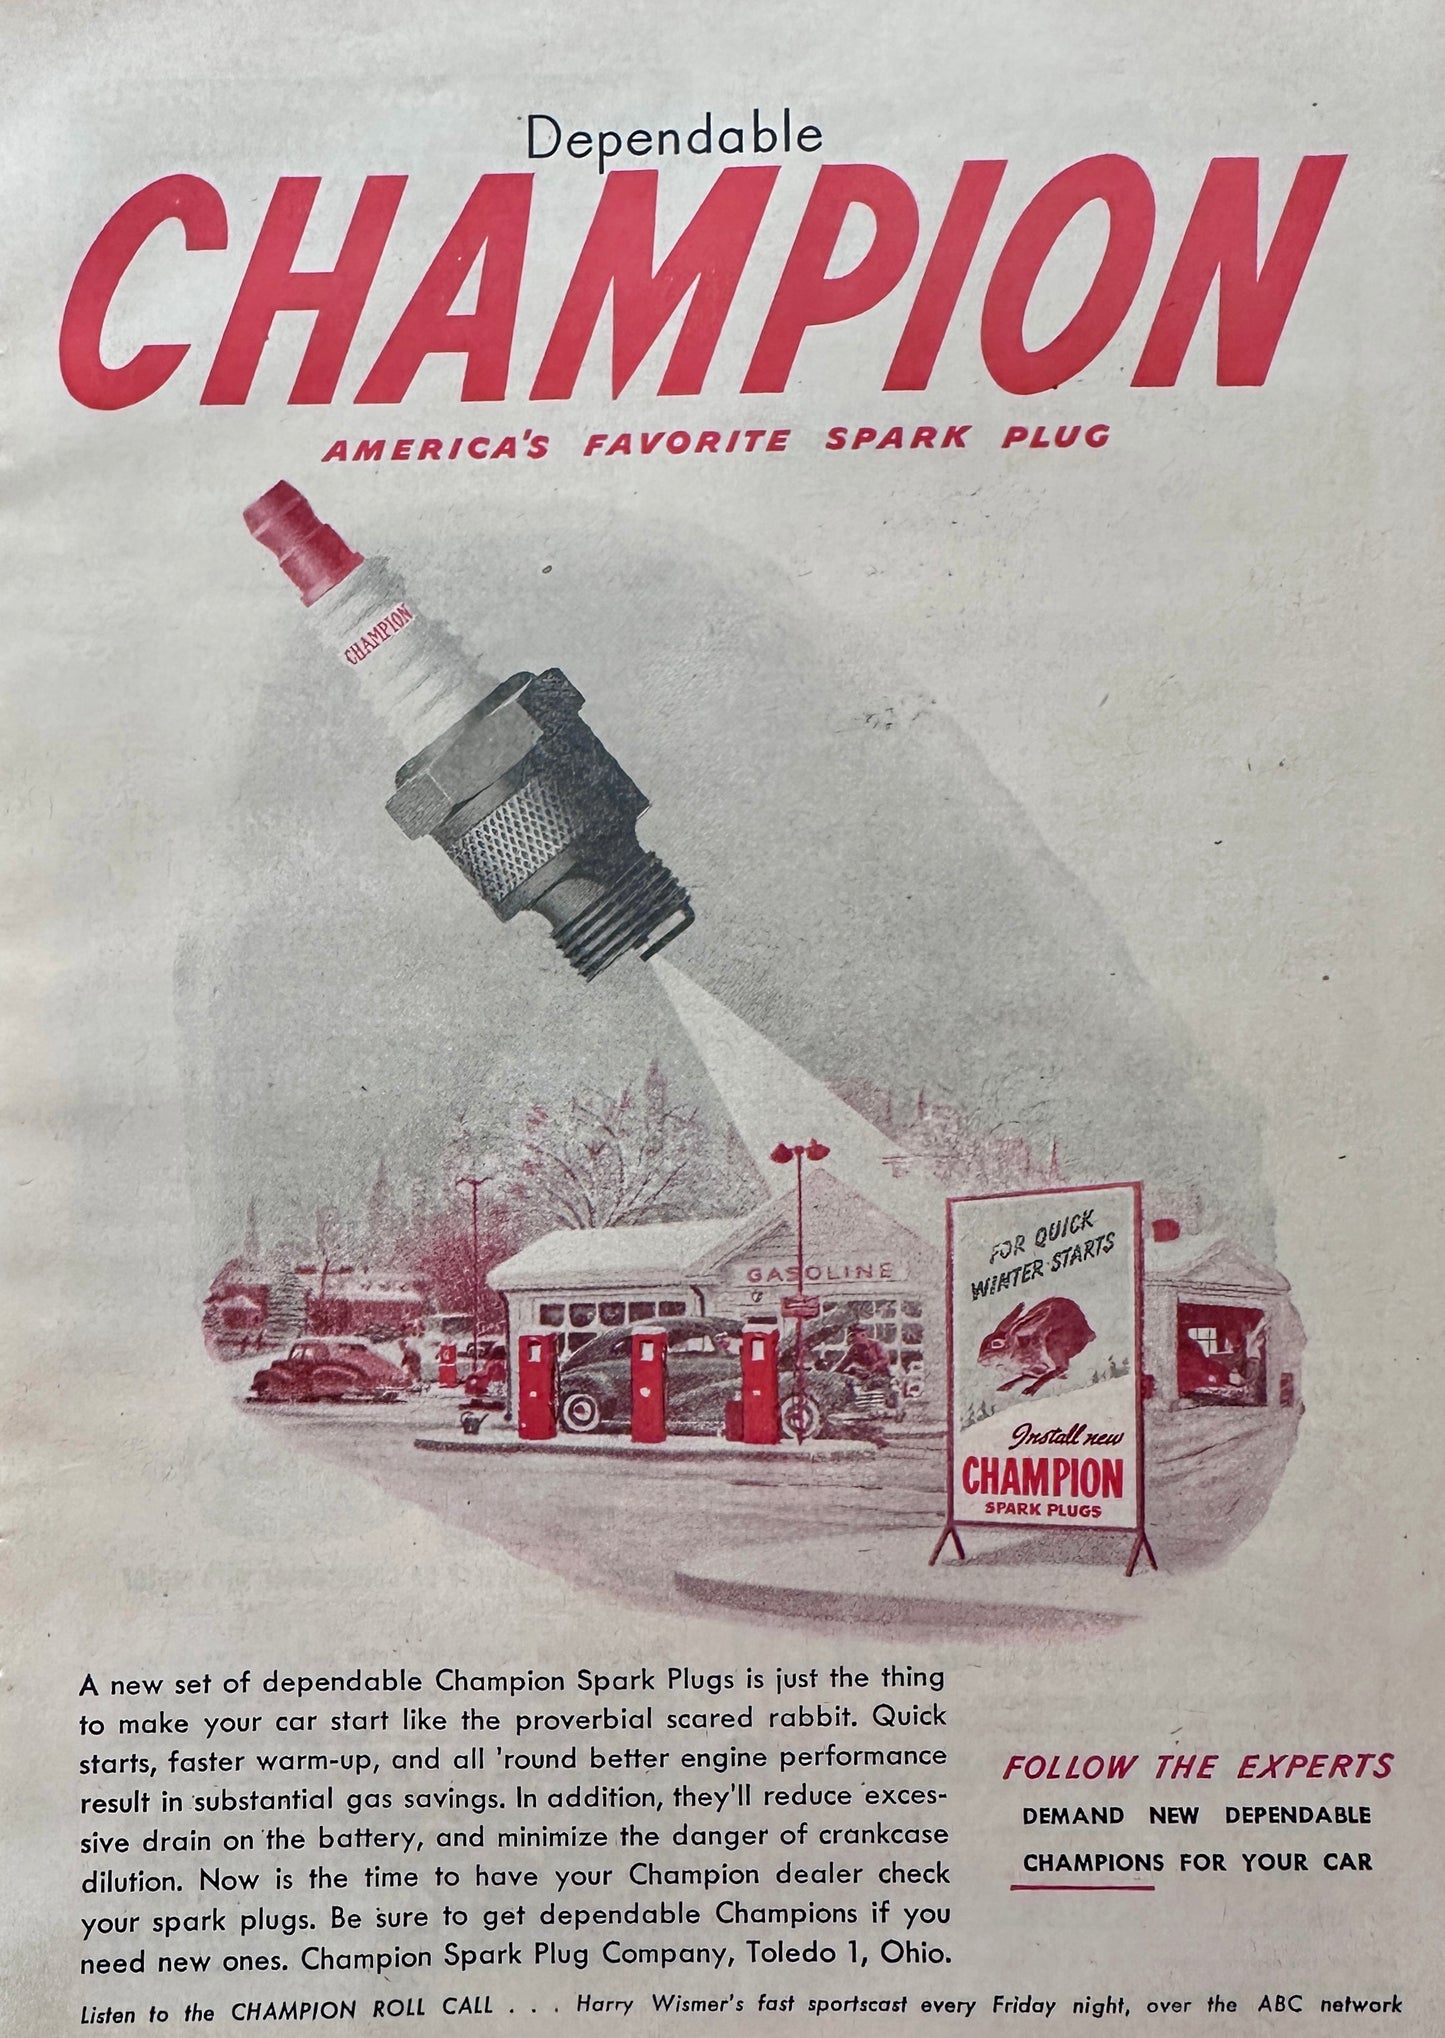 Dependable
CHAMPION
AMERICA'S FAVORITE SPARK PLUG
CHAMPION
GASOLINE
FOR QUICK
WINTER STARTS
Install new
CHAMPION
SPARK PLUGS
A new set of dependable Champion Spark Plugs is just the thing
to make your car start like the proverbial scared rabbit. Quick
starts, faster warm-up, and all 'round better engine performance
result in substantial gas savings. In addition, they'll reduce exces-
sive drain on the battery, and minimize the danger of crankcase
dilution. Now is the time to have your Champion dealer check
your spark plugs. Be sure to get dependable Champions if you
need new ones. Champion Spark Plug Company, Toledo 1, Ohio.
FOLLOW THE EXPERTS
DEMAND NEW DEPENDABLE
CHAMPIONS FOR YOUR CAR
Listen to the CHAMPION ROLL CALL . . . Harry Wismer's fast sportscast every Friday night, over the ABC network